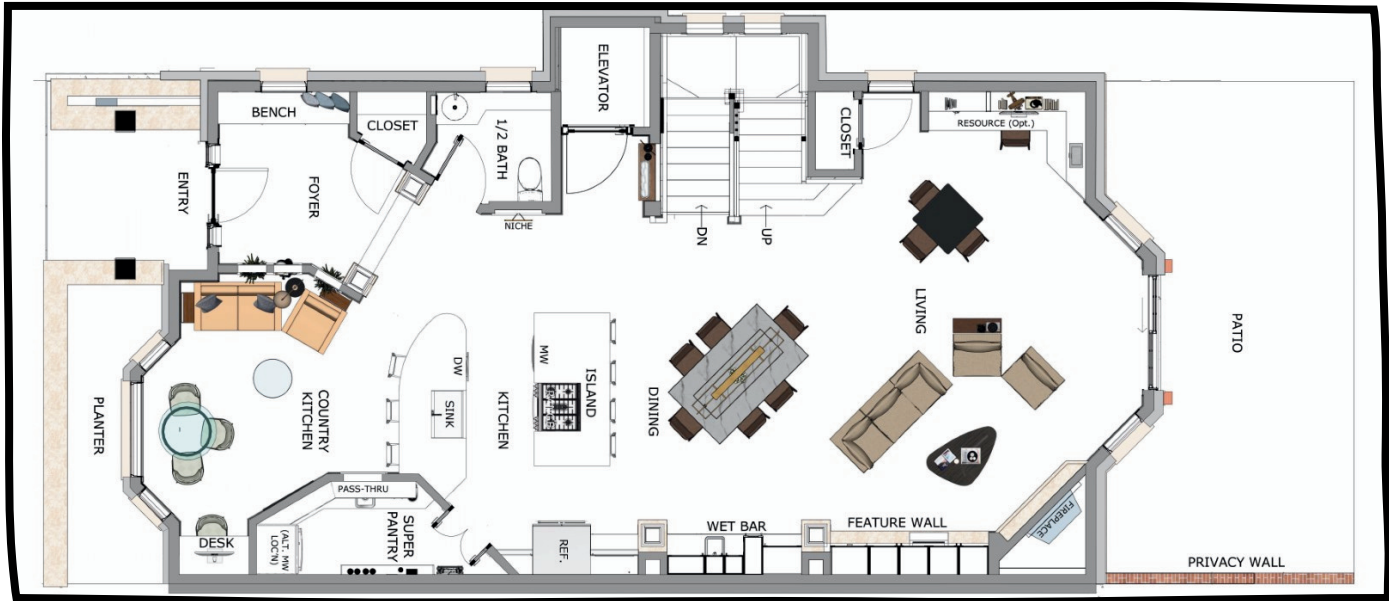 BENCH
CLOSET
1/2 BATH
ELEVATOR
CLOSET
RESOURCE (Opt.)
ENTRY
FOYER
NICHE
DN
UP
LIVING
PATIO
PLANTER
COUNTRY
KITCHEN
DW
SINK
KITCHEN
MW
ISLAND
DINING
PASS-THRU
SUPER
PANTRY
DESK
(ALT. MW
LOC'N)
REF.
WET BAR
FEATURE WALL
FIREPLACE
PRIVACY WALL